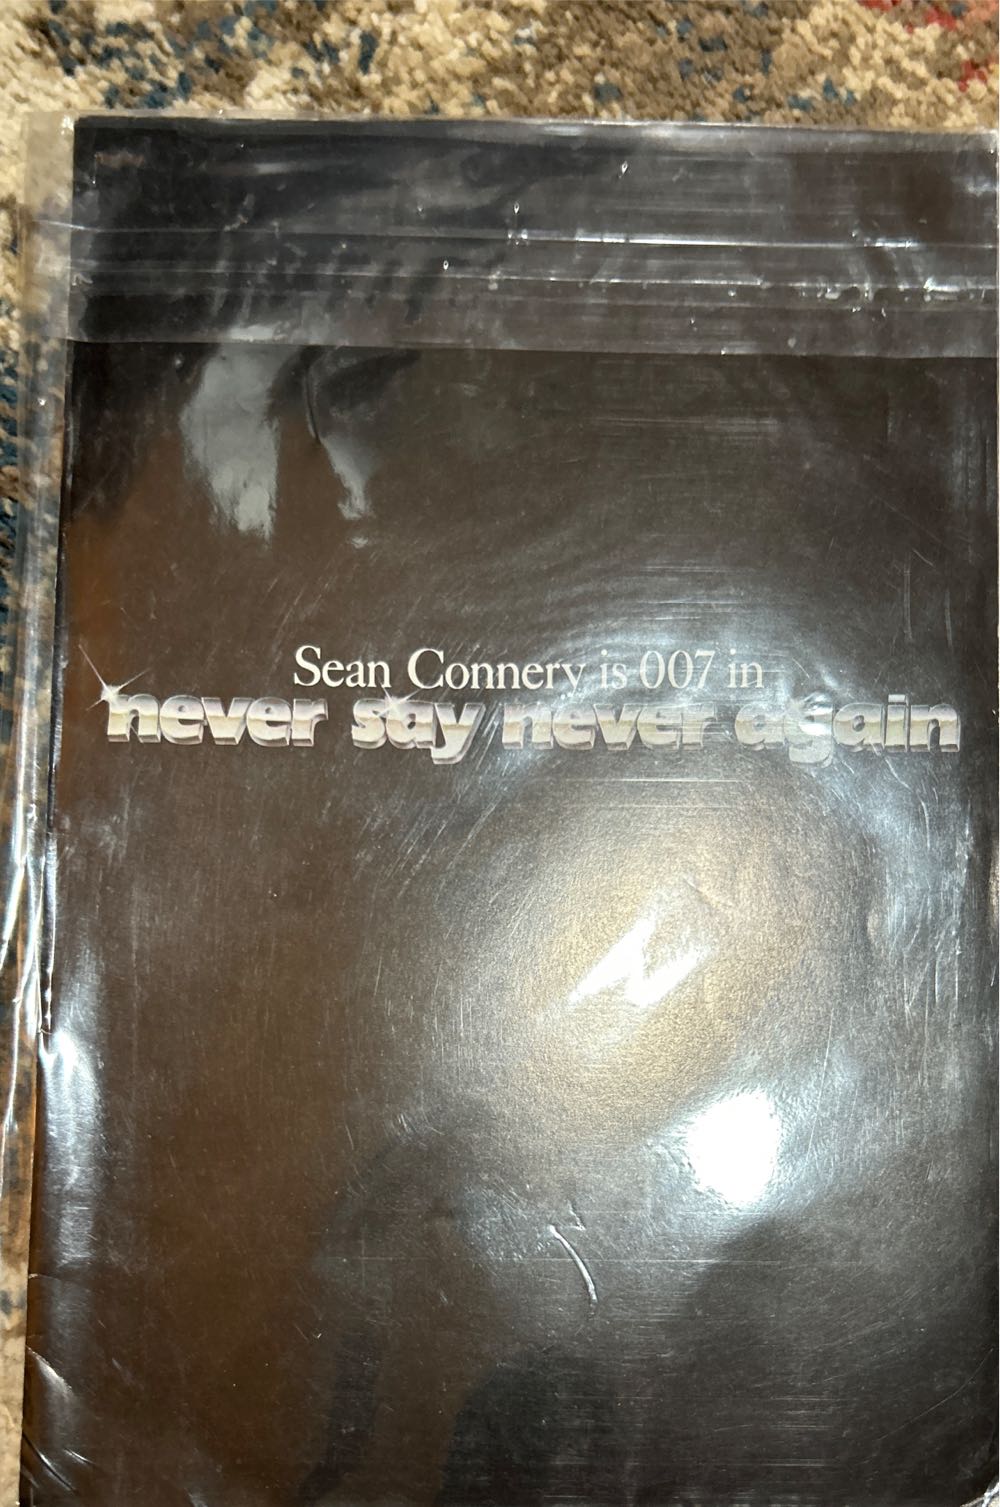 Sean Connery is 007 in
never say never again